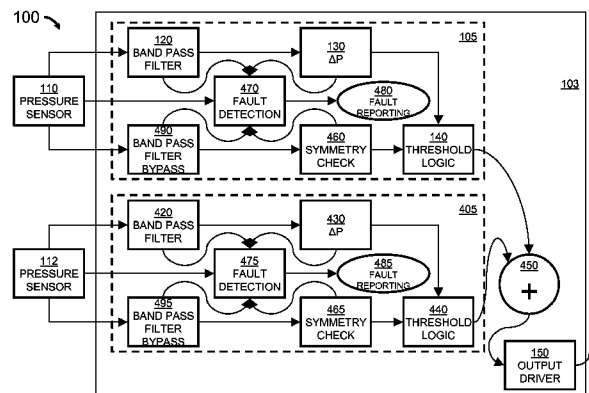 100
105
103
120
BAND PASS
FILTER
130
ΔP
110
PRESSURE
SENSOR
470
FAULT
DETECTION
480
FAULT
REPORTING
490
BAND PASS
FILTER
BYPASS
460
SYMMETRY
CHECK
140
THRESHOLD
LOGIC
405
420
BAND PASS
FILTER
430
ΔP
112
PRESSURE
SENSOR
475
FAULT
DETECTION
485
FAULT
REPORTING
495
BAND PASS
FILTER
BYPASS
465
SYMMETRY
CHECK
440
THRESHOLD
LOGIC
450
+
150
OUTPUT
DRIVER